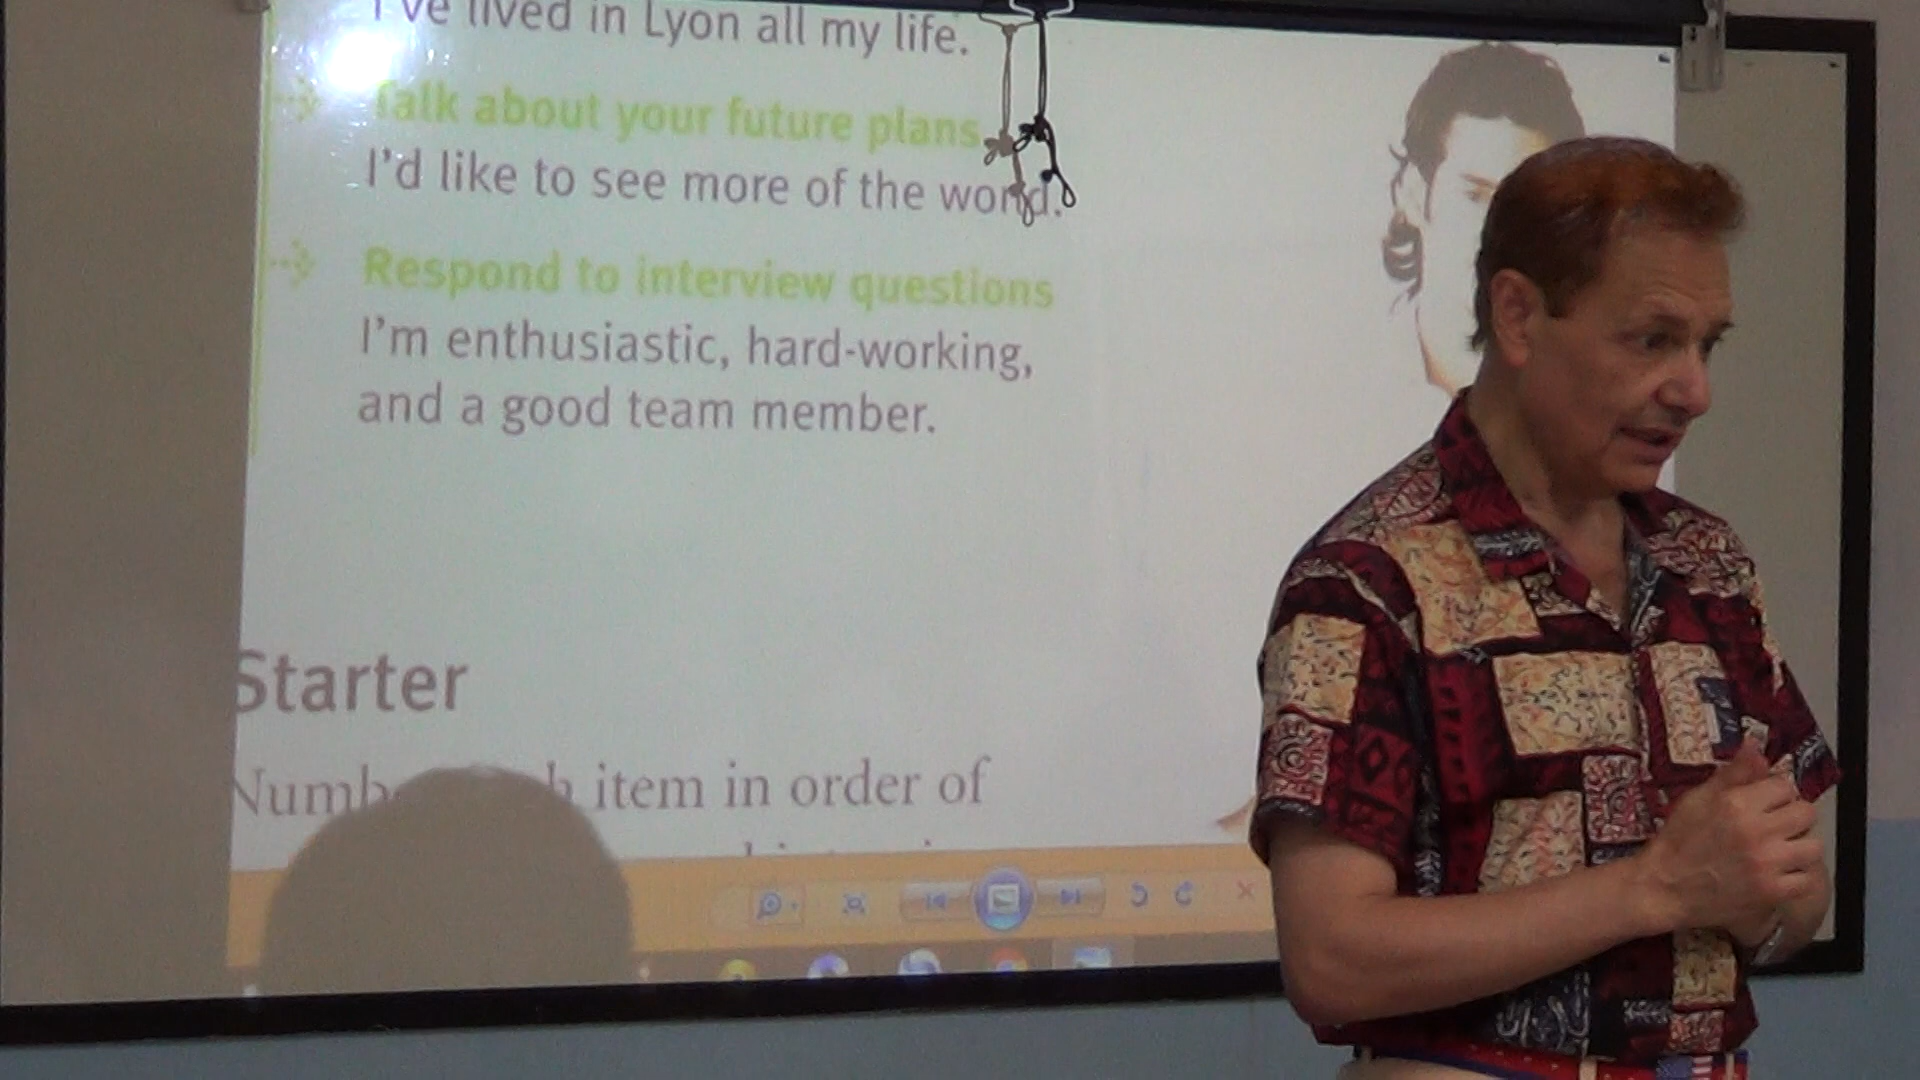 I've lived in Lyon all my life.
Talk about your future plans
I'd like to see more of the world.
Respond to interview questions
I'm enthusiastic, hard-working,
and a good team member.
Starter
item in order of